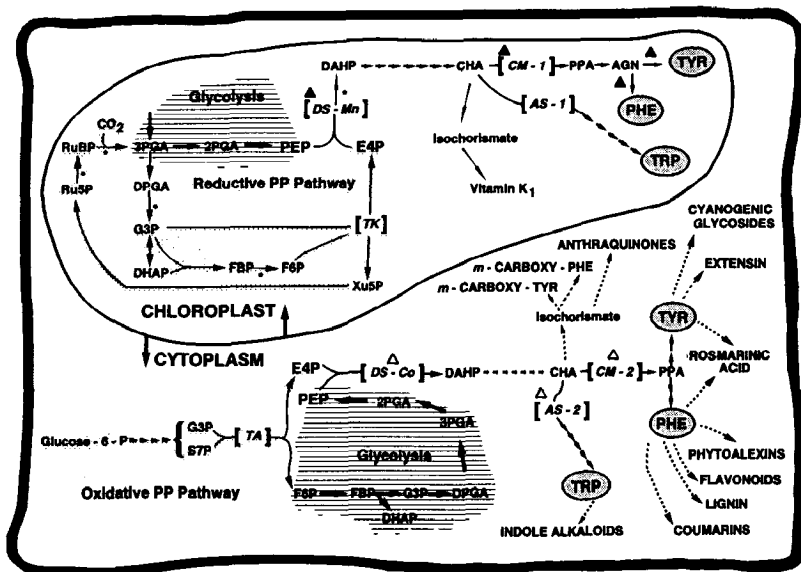 DAHP CHA [CM-1] PPA AGN TYR
Glycolysis
[DS-Mn] [AS-1] PHE
CO2
RuBP 3PGA 2PGA PEP E4P Isochorismate TRP
Reductive PP Pathway
Ru5P DPGA Vitamin K1
G3P [TK]
DHAP FBP F6P
Xu5P
CHLOROPLAST
CYTOPLASM
CYANOGENIC
GLYCOSIDES
ANTHRAQUINONES
m-CARBOXY-PHE EXTENSIN
m-CARBOXY-TYR
Isochorismate TYR
E4P [DS-Co] DAHP CHA [CM-2] PPA
ROSMARINIC
ACID
PEP 2PGA [AS-2]
3PGA PHE
Glucose-6-P G3P [TA]
S7P
Glycolysis PHYTOALEXINS
Oxidative PP Pathway
F6P FBP G3P DPGA TRP FLAVONOIDS
DHAP LIGNIN
INDOLE ALKALOIDS COUMARINS